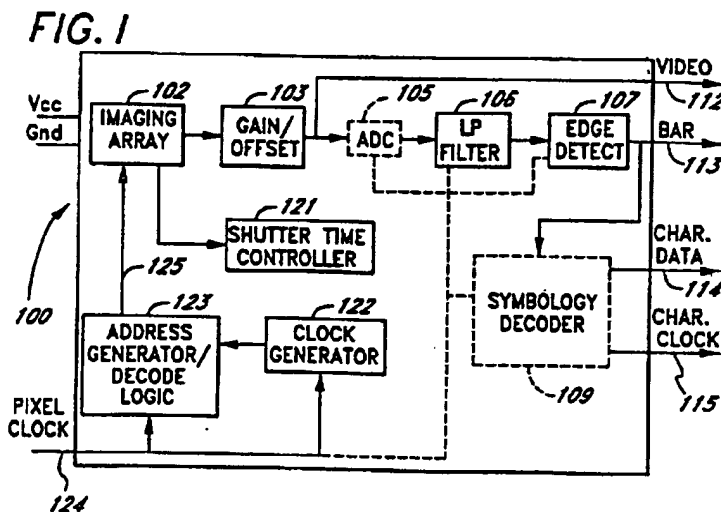 FIG. 1
102
IMAGING
ARRAY
103
GAIN/
OFFSET
105
ADC
106
LP
FILTER
107
EDGE
DETECT
VIDEO
112
BAR
113
Vcc
Gnd
121
SHUTTER TIME
CONTROLLER
125
100
123
ADDRESS
GENERATOR/
DECODE
LOGIC
122
CLOCK
GENERATOR
SYMBOLOGY
DECODER
109
CHAR.
DATA
114
CHAR.
CLOCK
115
PIXEL
CLOCK
124